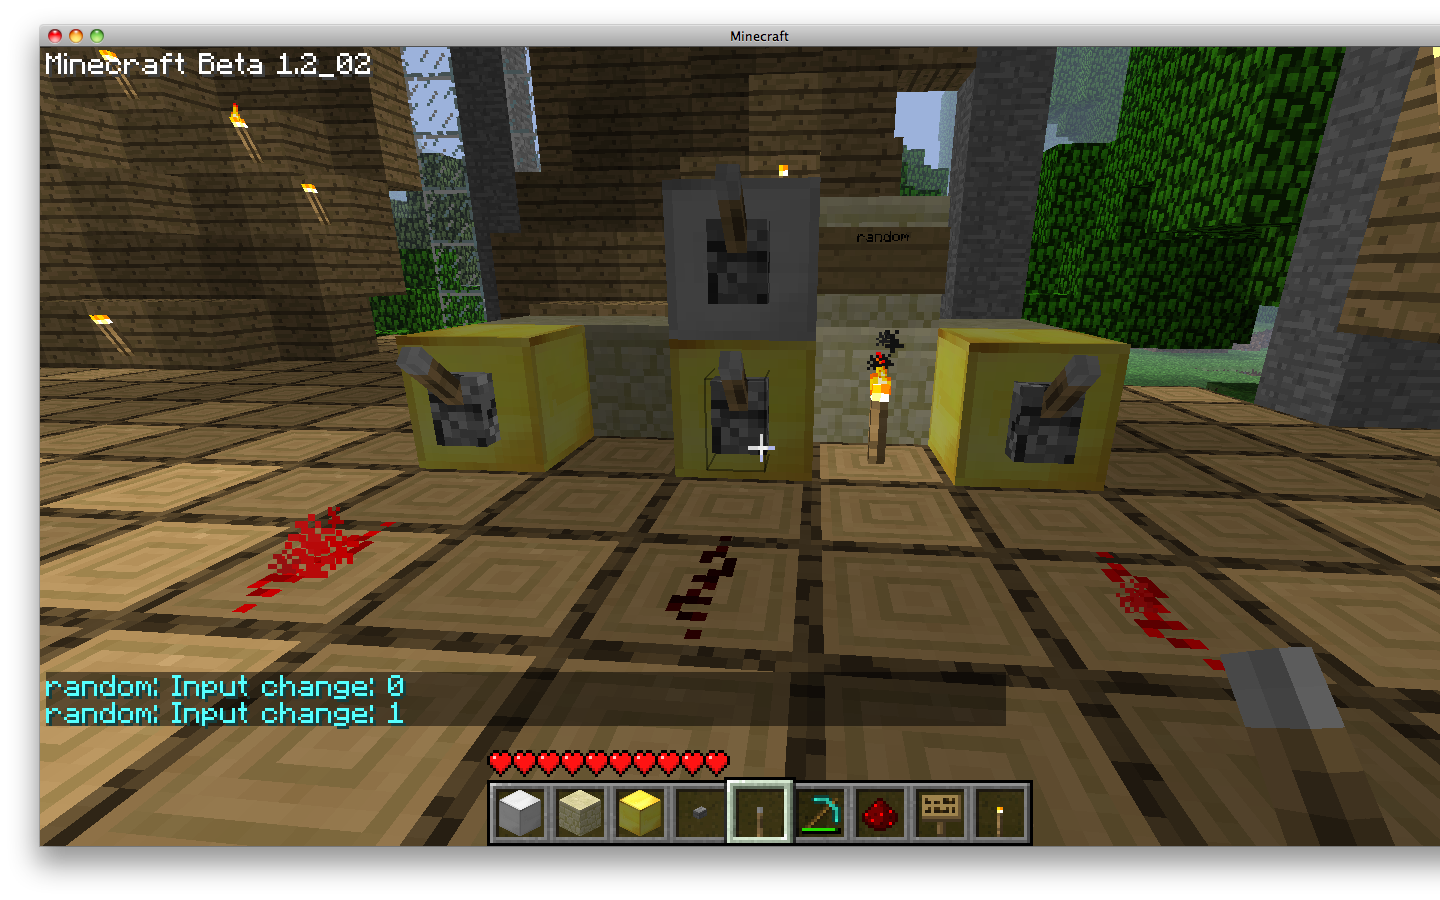 Minecraft
Minecraft Beta 1.2_02
random
random: Input change: 0
random: Input change: 1